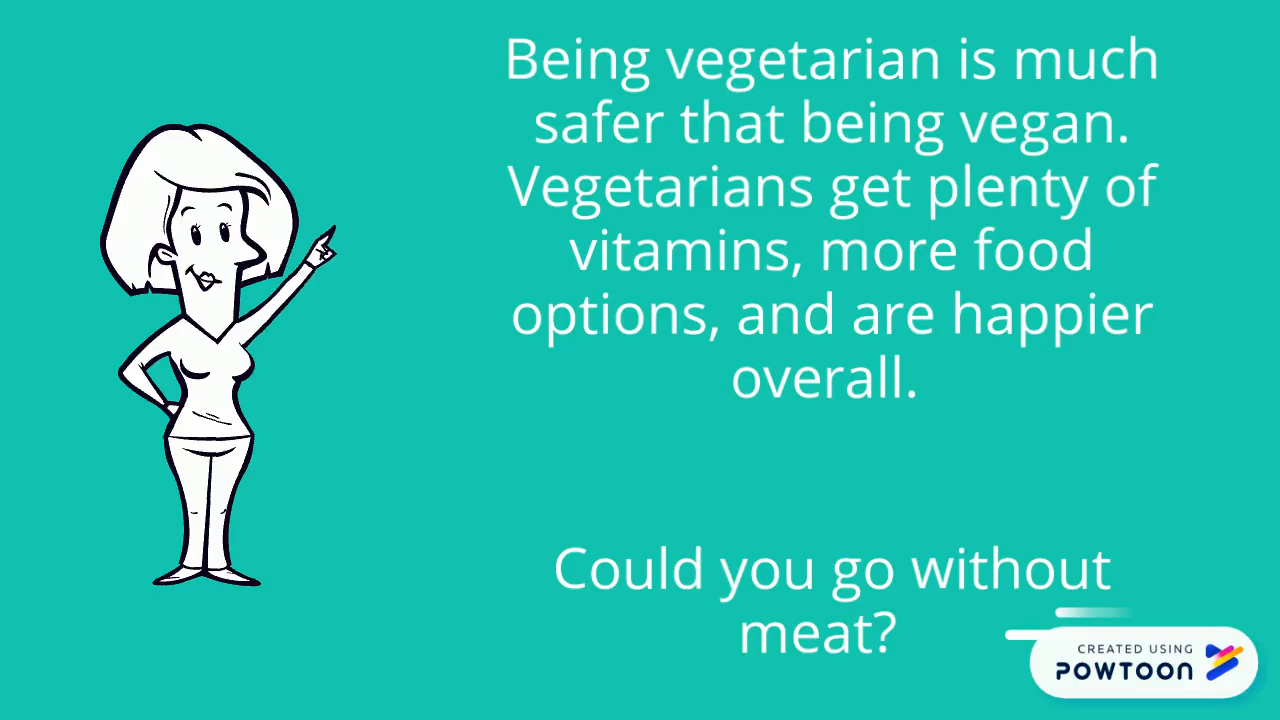 Being vegetarian is much
safer that being vegan.
Vegetarians get plenty of
vitamins, more food
options, and are happier
overall.
Could you go without
meat?
CREATED USING
POWTOON